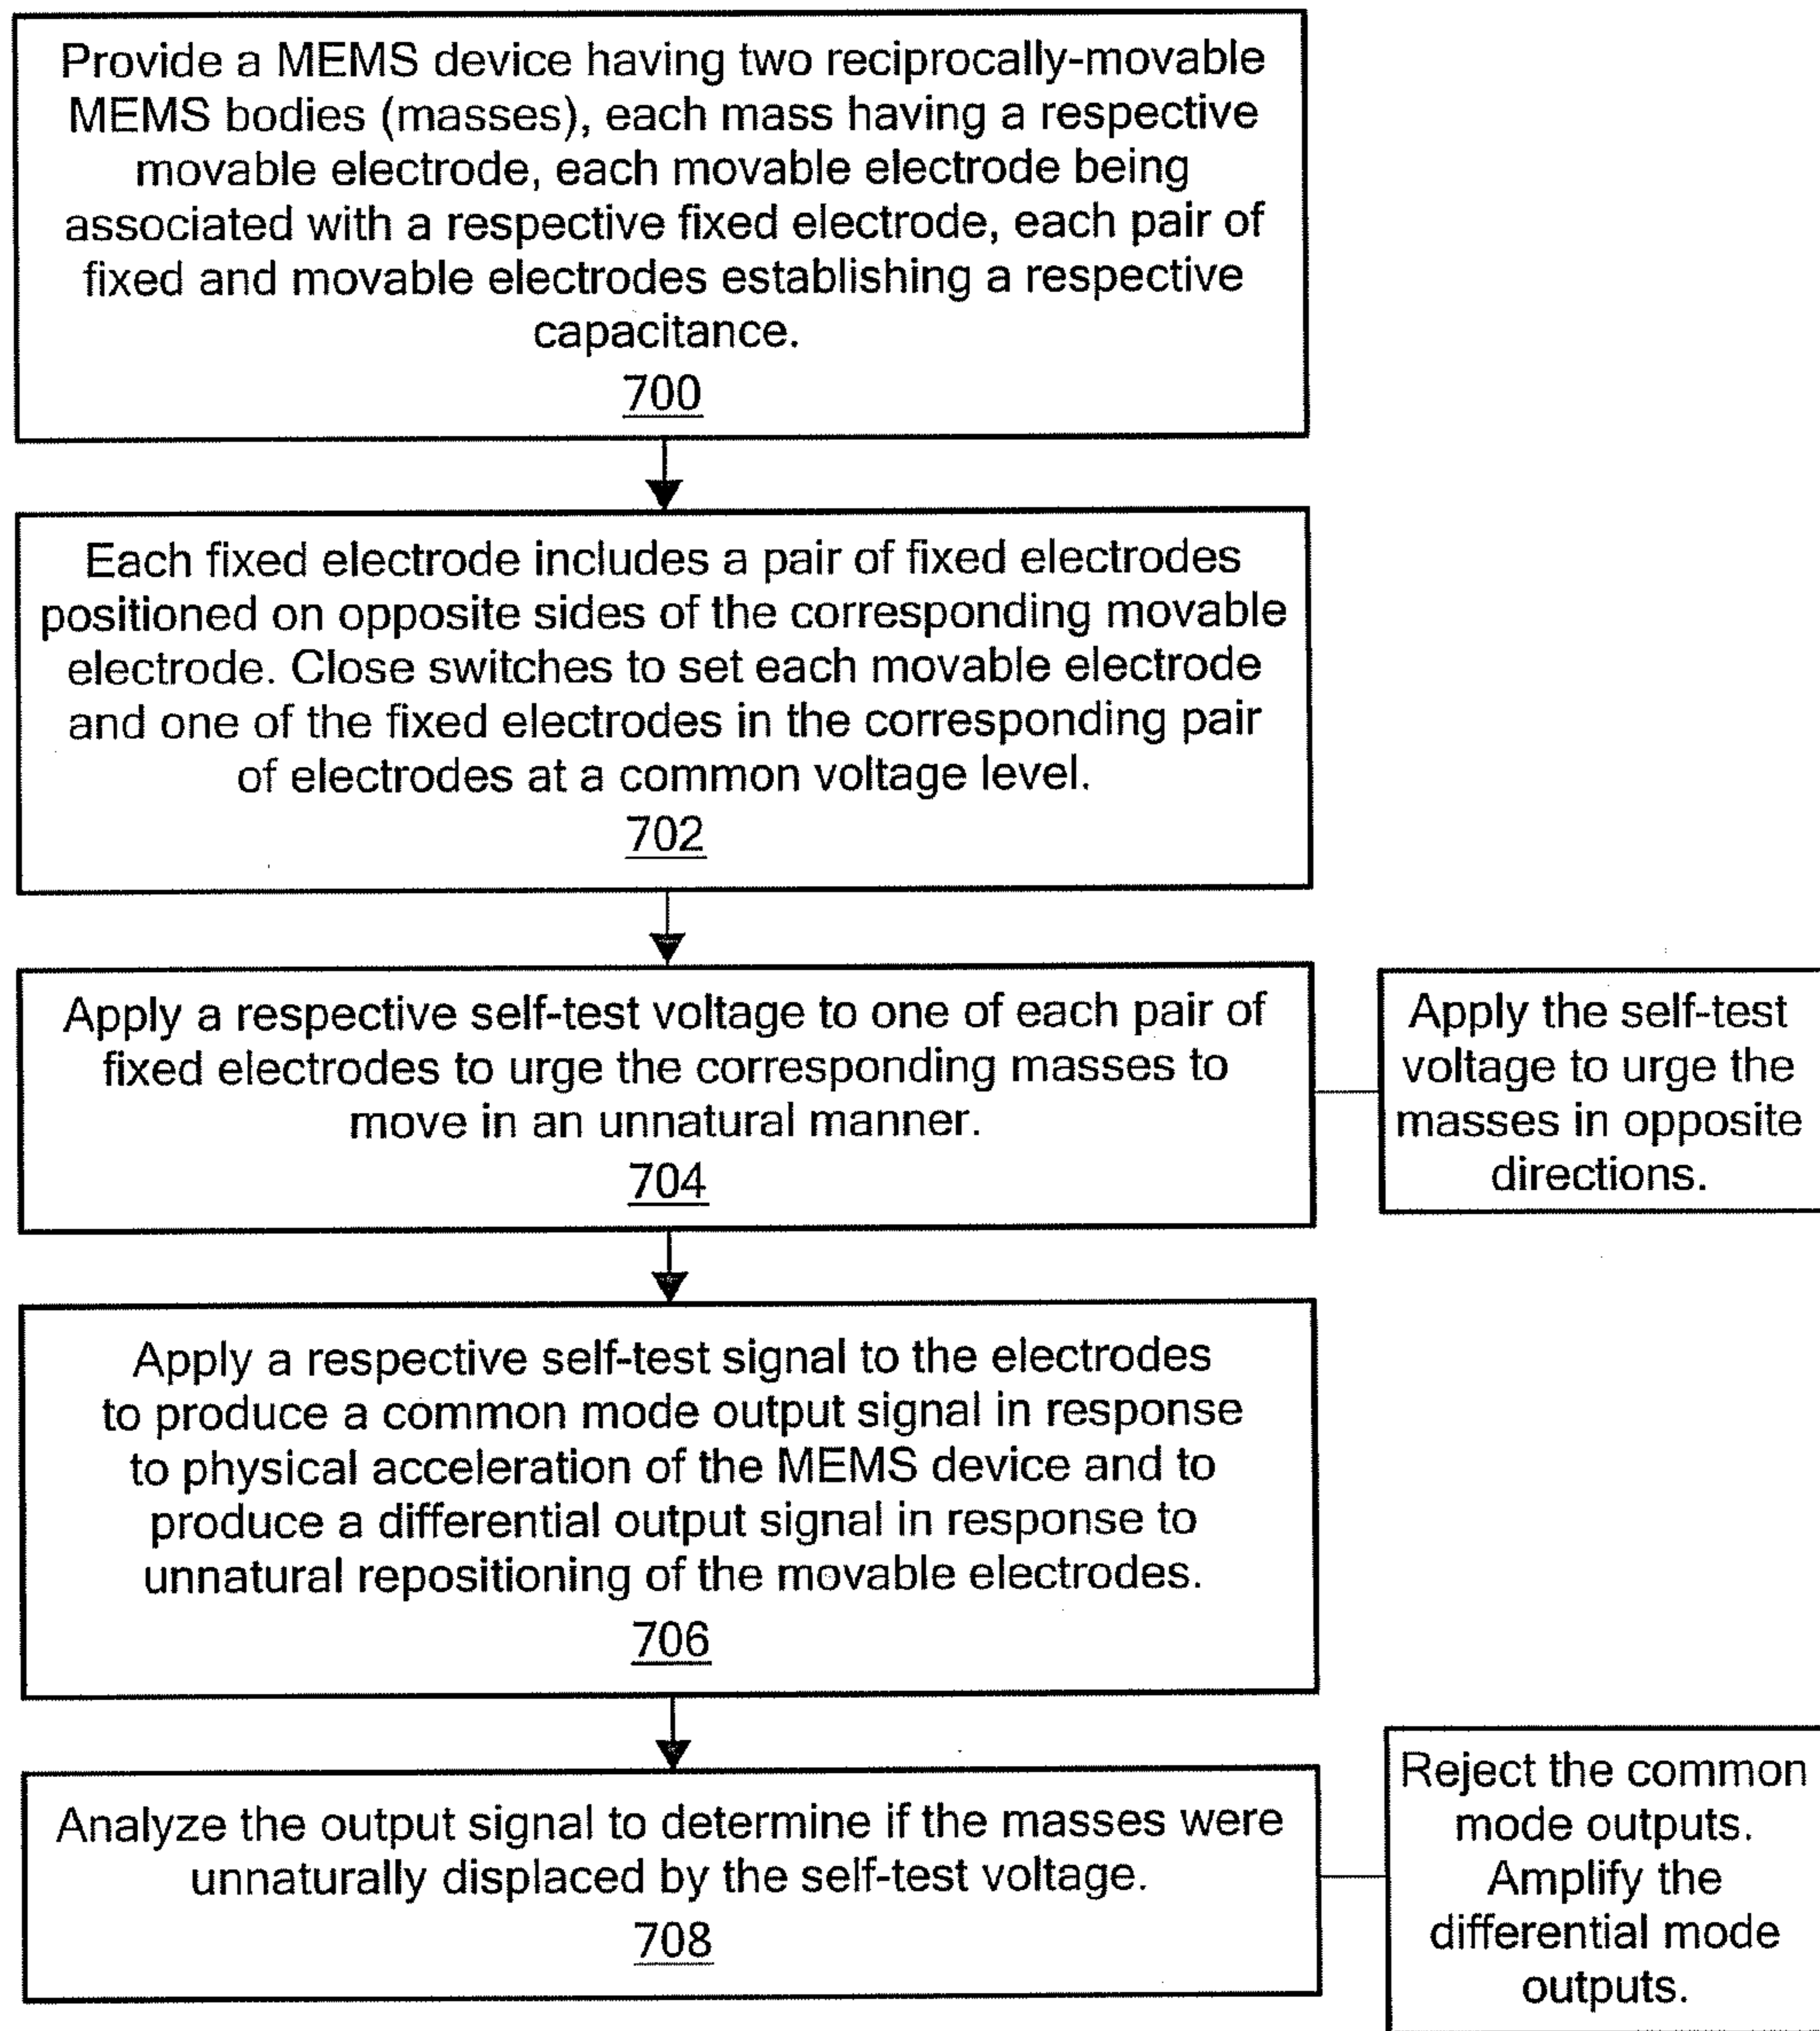 Provide a MEMS device having two reciprocally-movable
MEMS bodies (masses), each mass having a respective
movable electrode, each movable electrode being
associated with a respective fixed electrode, each pair of
fixed and movable electrodes establishing a respective
capacitance.
700
Each fixed electrode includes a pair of fixed electrodes
positioned on opposite sides of the corresponding movable
electrode. Close switches to set each movable electrode
and one of the fixed electrodes in the corresponding pair
of electrodes at a common voltage level.
702
Apply a respective self-test voltage to one of each pair of
fixed electrodes to urge the corresponding masses to
move in an unnatural manner.
704
Apply the self-test
voltage to urge the
masses in opposite
directions.
Apply a respective self-test signal to the electrodes
to produce a common mode output signal in response
to physical acceleration of the MEMS device and to
produce a differential output signal in response to
unnatural repositioning of the movable electrodes.
706
Analyze the output signal to determine if the masses were
unnaturally displaced by the self-test voltage.
708
Reject the common
mode outputs.
Amplify the
differential mode
outputs.